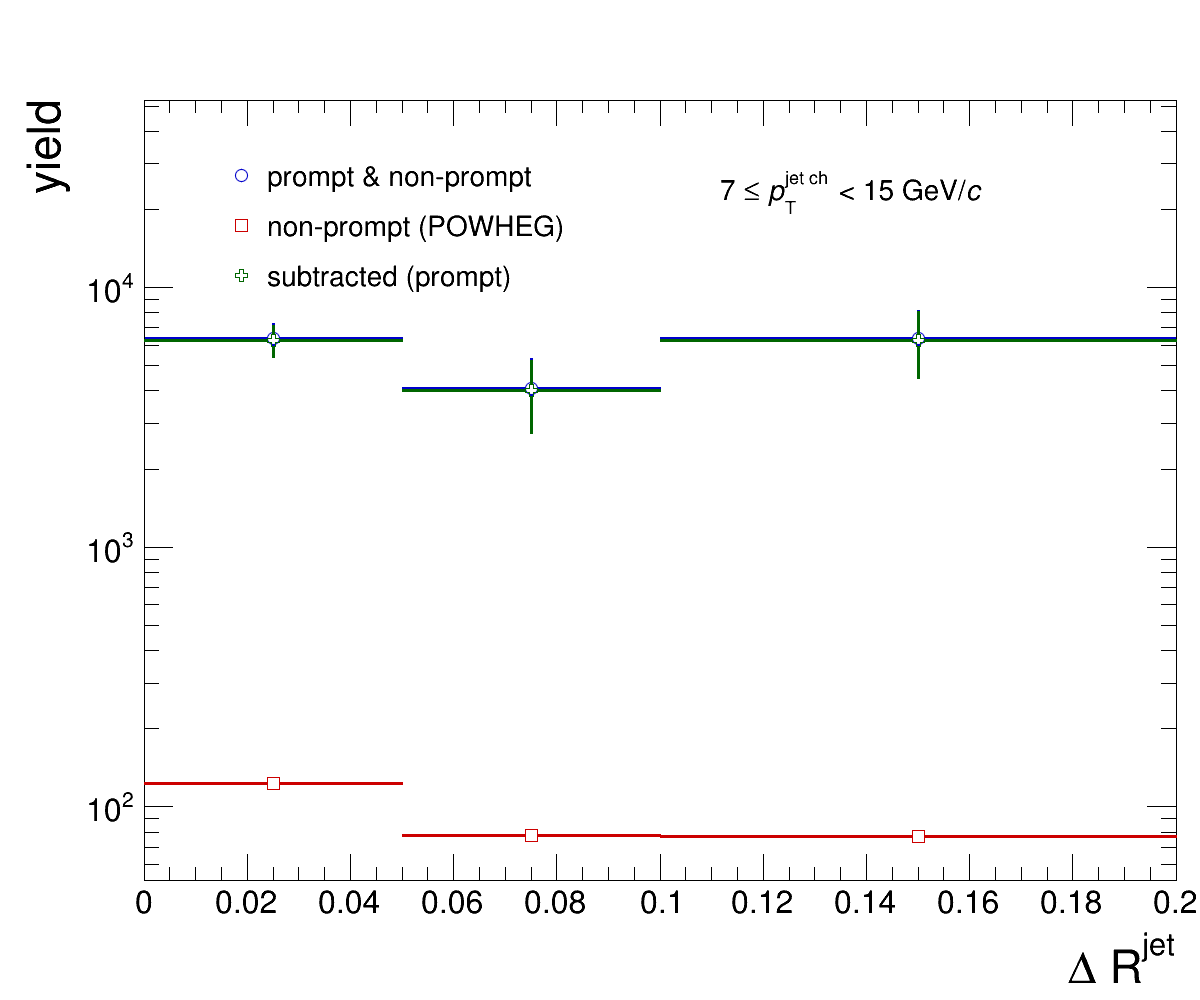 yield
prompt & non-prompt
non-prompt (POWHEG)
subtracted (prompt)
7 ≤ p_T^{jet ch} < 15 GeV/c
10^4
10^3
10^2
0 0.02 0.04 0.06 0.08 0.1 0.12 0.14 0.16 0.18 0.2
Δ R^{jet}